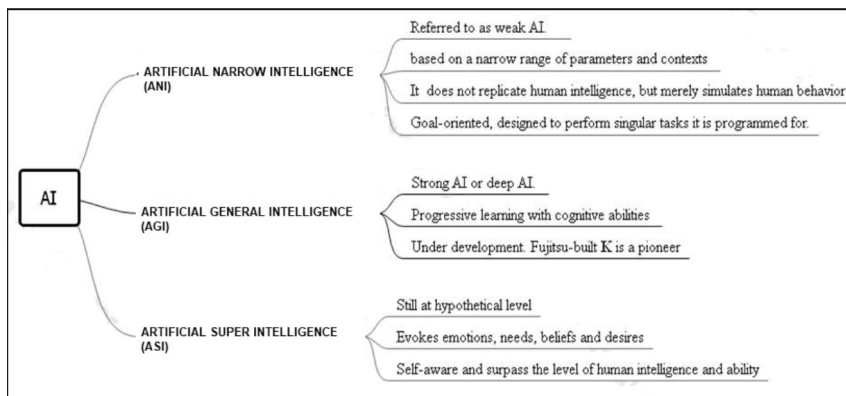 AI
ARTIFICIAL NARROW INTELLIGENCE
(ANI)
Referred to as weak AI.
based on a narrow range of parameters and contexts
It does not replicate human intelligence, but merely simulates human behavior
Goal-oriented, designed to perform singular tasks it is programmed for.
ARTIFICIAL GENERAL INTELLIGENCE
(AGI)
Strong AI or deep AI.
Progressive learning with cognitive abilities
Under development. Fujitsu-built K is a pioneer
ARTIFICIAL SUPER INTELLIGENCE
(ASI)
Still at hypothetical level
Evokes emotions, needs, beliefs and desires
Self-aware and surpass the level of human intelligence and ability